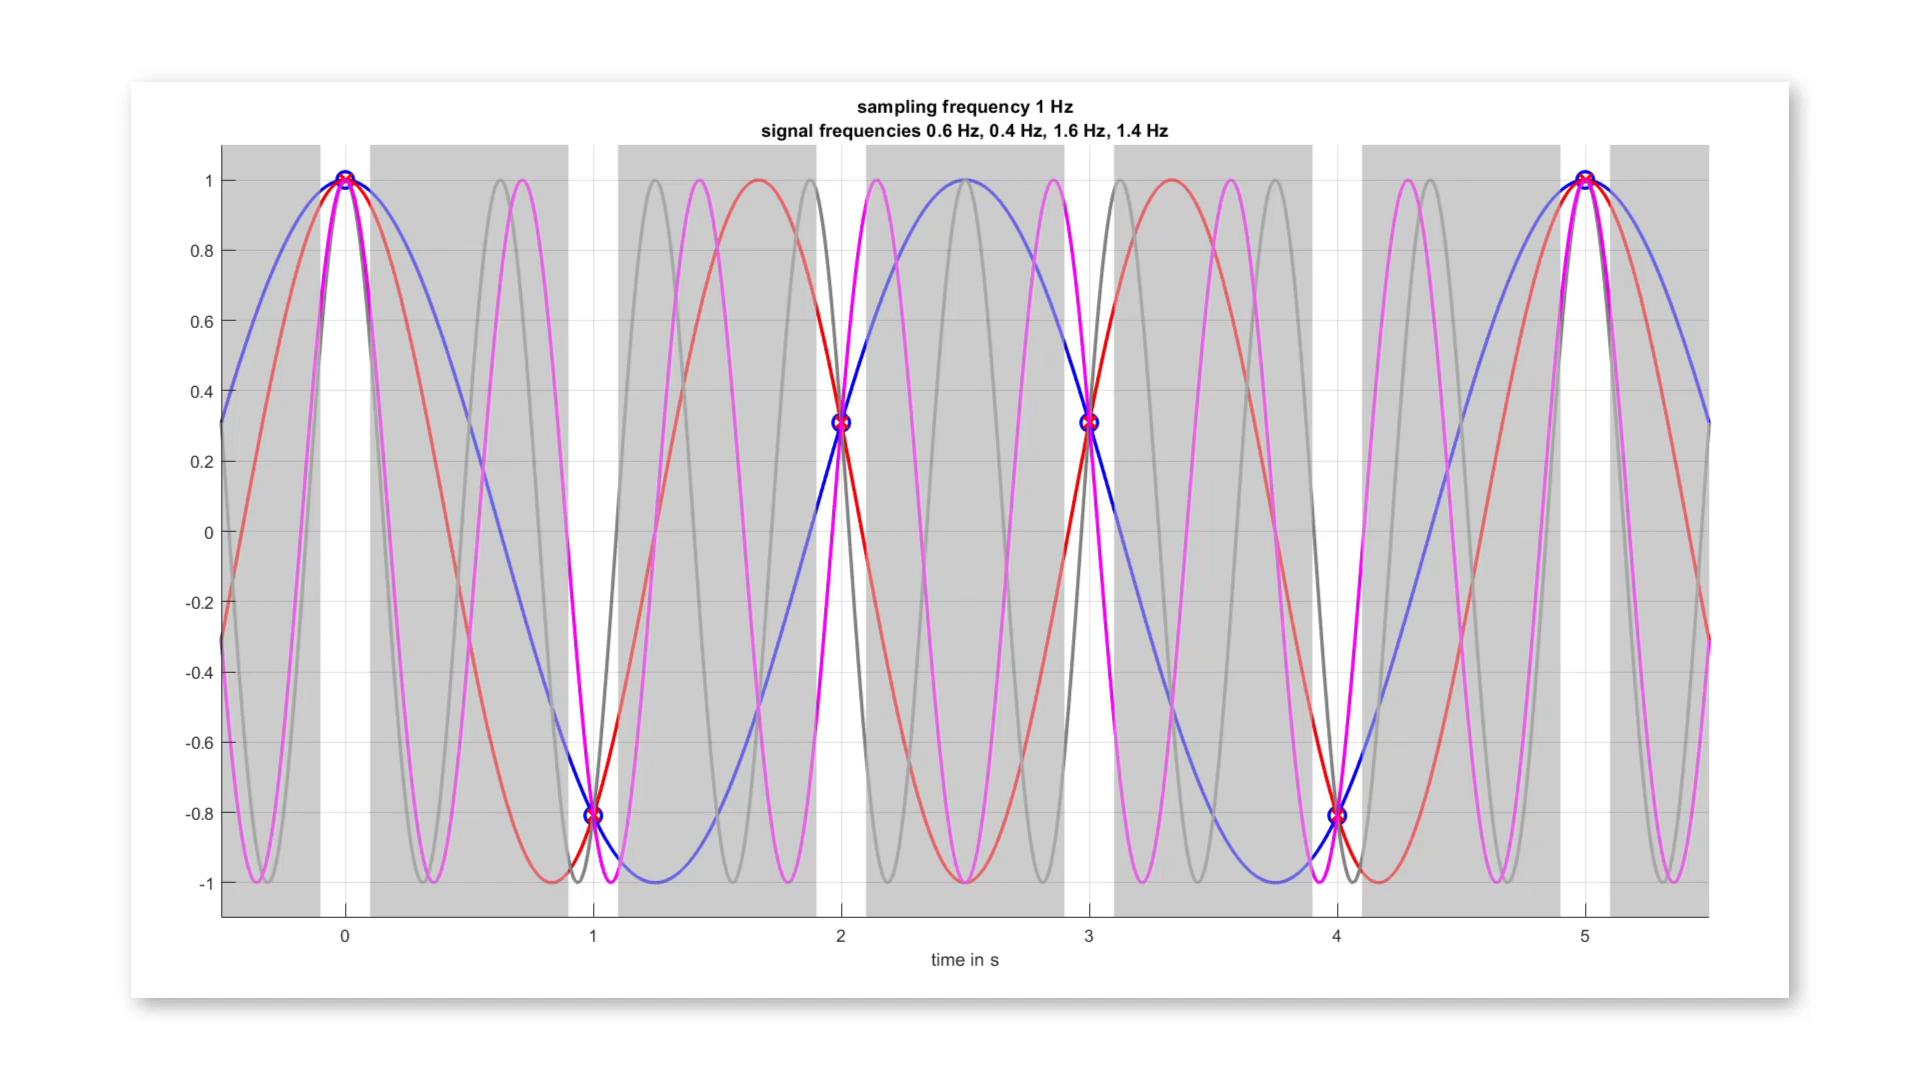 sampling frequency 1 Hz
signal frequencies 0.6 Hz, 0.4 Hz, 1.6 Hz, 1.4 Hz
1
0.8
0.6
0.4
0.2
0
-0.2
-0.4
-0.6
-0.8
-1
0 1 2 3 4 5
time in s